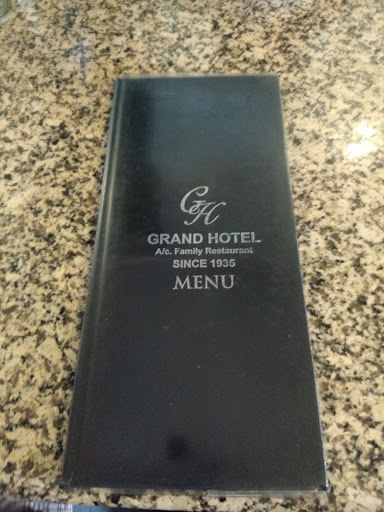 GH
GRAND HOTEL
A/c. Family Restaurant
SINCE 1935
MENU